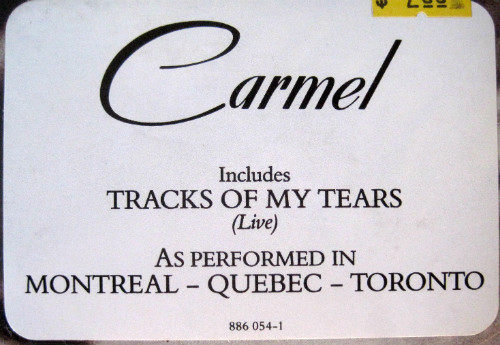 Carmel
Includes
TRACKS OF MY TEARS
(Live)
AS PERFORMED IN
MONTREAL – QUEBEC – TORONTO
886 054-1